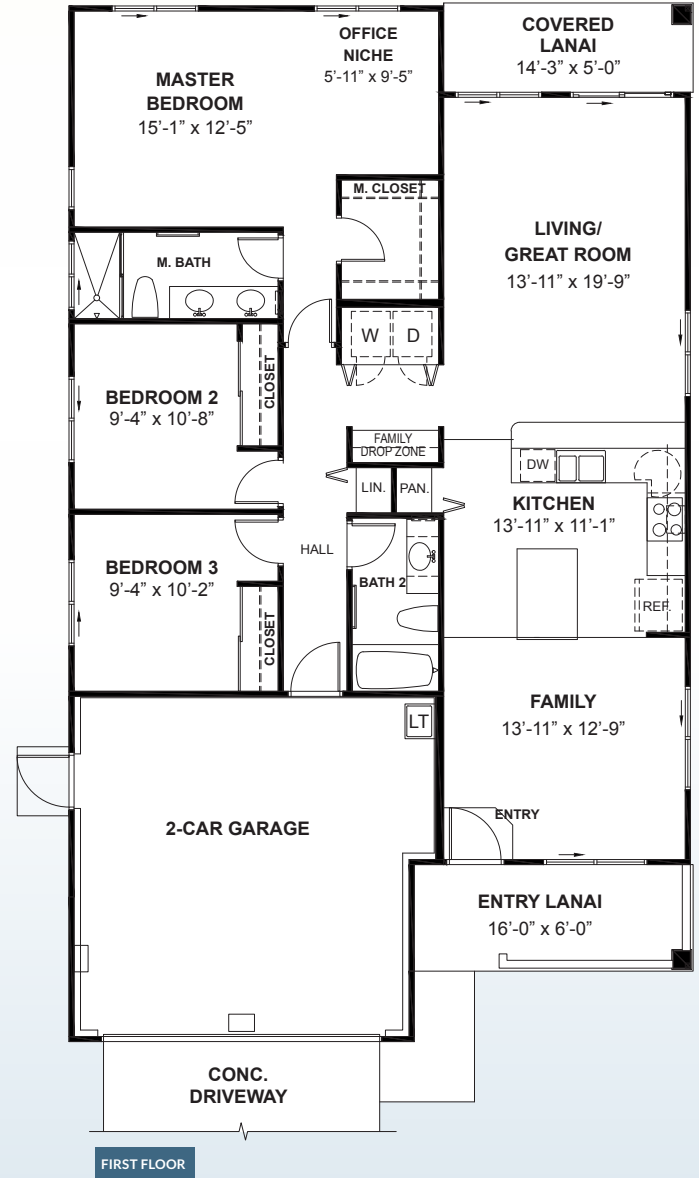 COVERED
LANAI
14'-3" x 5'-0"
OFFICE
NICHE
5'-11" x 9'-5"
MASTER
BEDROOM
15'-1" x 12'-5"
M. CLOSET
LIVING/
GREAT ROOM
13'-11" x 19'-9"
M. BATH
W D
CLOSET
BEDROOM 2
9'-4" x 10'-8"
FAMILY
DROP ZONE
DW
LIN. PAN.
KITCHEN
13'-11" x 11'-1"
HALL
BEDROOM 3
9'-4" x 10'-2"
BATH 2
REF.
CLOSET
FAMILY
13'-11" x 12'-9"
LT
ENTRY
2-CAR GARAGE
ENTRY LANAI
16'-0" x 6'-0"
CONC.
DRIVEWAY
FIRST FLOOR